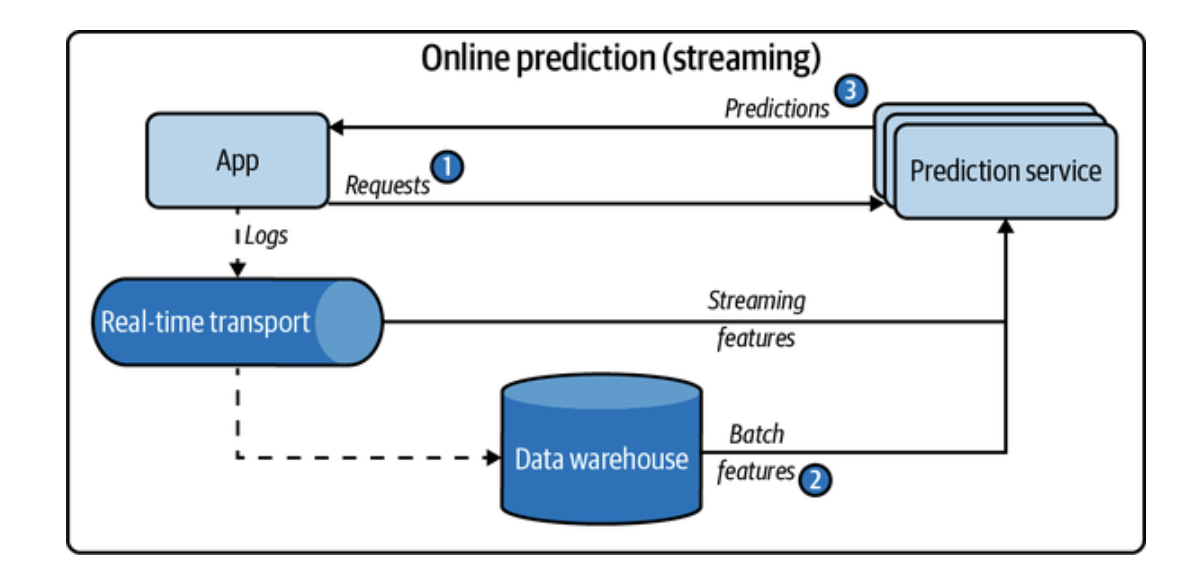 Online prediction (streaming)
Predictions 3
App
Requests 1
Prediction service
Logs
Real-time transport
Streaming
features
Data warehouse
Batch
features 2